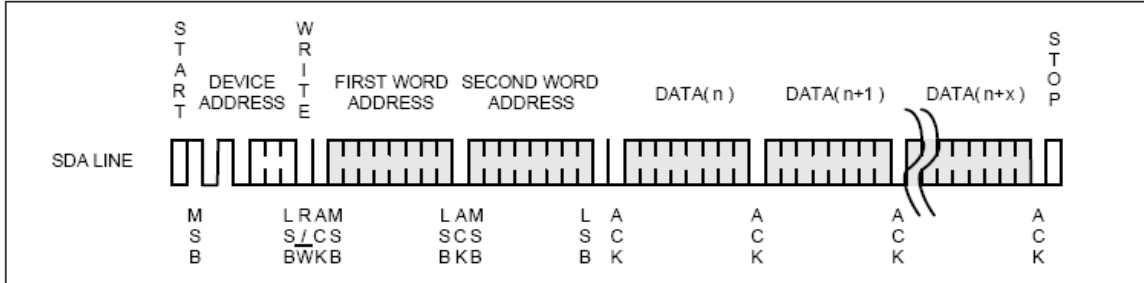 START
DEVICE
ADDRESS
WRITE
FIRST WORD
ADDRESS
SECOND WORD
ADDRESS
DATA( n )
DATA( n+1 )
DATA( n+x )
STOP
SDA LINE
MSB
LSB
R/W
ACK
MSB
LSB
ACK
MSB
LSB
ACK
ACK
ACK
ACK